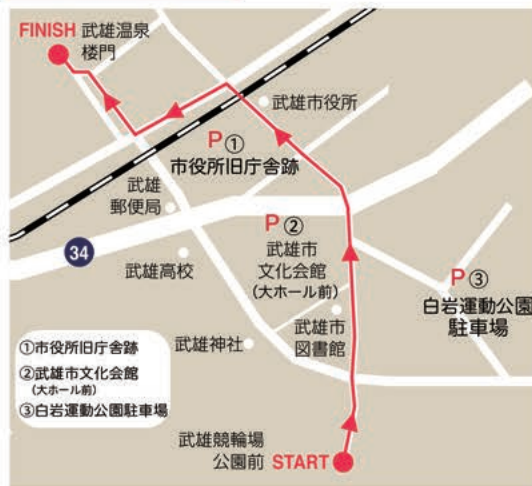 FINISH 武雄温泉
楼門
武雄市役所
P①
市役所旧庁舎跡
武雄
郵便局
P②
武雄市
文化会館
(大ホール前)
34
武雄高校
P③
白岩運動公園
駐車場
武雄市
図書館
武雄神社
①市役所旧庁舎跡
②武雄市文化会館
(大ホール前)
③白岩運動公園駐車場
武雄競輪場
公園前 START